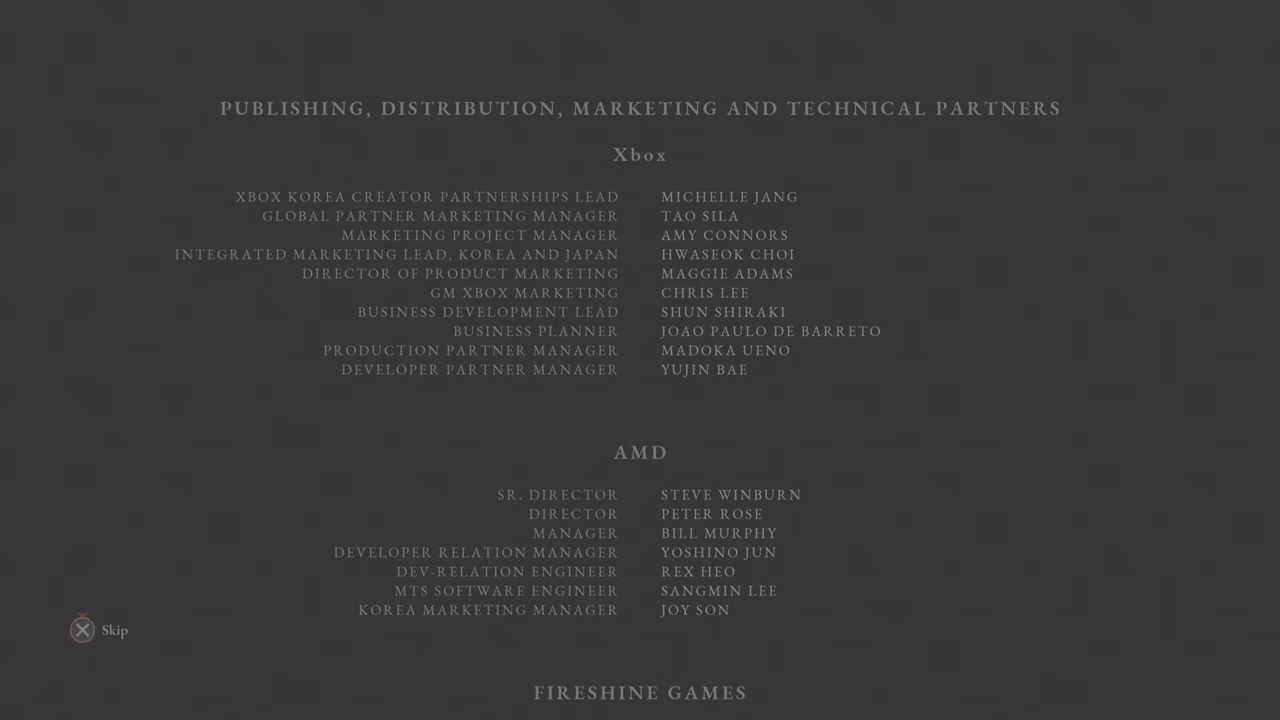 PUBLISHING, DISTRIBUTION, MARKETING AND TECHNICAL PARTNERS
Xbox
XBOX KOREA CREATOR PARTNERSHIPS LEAD MICHELLE JANG
GLOBAL PARTNER MARKETING MANAGER TAO SILA
MARKETING PROJECT MANAGER AMY CONNORS
INTEGRATED MARKETING LEAD, KOREA AND JAPAN HWASEOK CHOI
DIRECTOR OF PRODUCT MARKETING MAGGIE ADAMS
GM XBOX MARKETING CHRIS LEE
BUSINESS DEVELOPMENT LEAD SHUN SHIRAKI
BUSINESS PLANNER JOAO PAULO DE BARRETO
PRODUCTION PARTNER MANAGER MADOKA UENO
DEVELOPER PARTNER MANAGER YUJIN BAE
AMD
SR. DIRECTOR STEVE WINBURN
DIRECTOR PETER ROSE
MANAGER BILL MURPHY
DEVELOPER RELATION MANAGER YOSHINO JUN
DEV-RELATION ENGINEER REX HEO
MTS SOFTWARE ENGINEER SANGMIN LEE
KOREA MARKETING MANAGER JOY SON
Skip
FIRESHINE GAMES